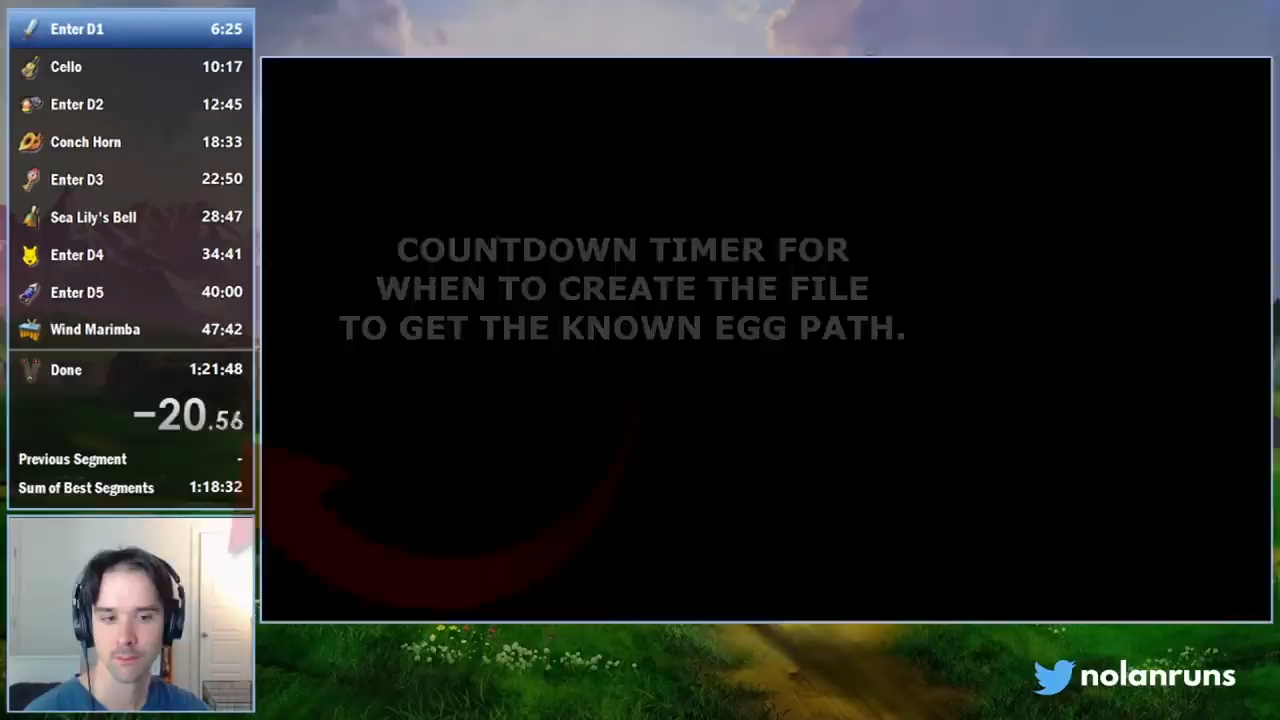 Enter D1 6:25
Cello 10:17
Enter D2 12:45
Conch Horn 18:33
Enter D3 22:50
Sea Lily's Bell 28:47
Enter D4 34:41
Enter D5 40:00
Wind Marimba 47:42
Done 1:21:48
-20.56
Previous Segment -
Sum of Best Segments 1:18:32
COUNTDOWN TIMER FOR
WHEN TO CREATE THE FILE
TO GET THE KNOWN EGG PATH.
nolanruns